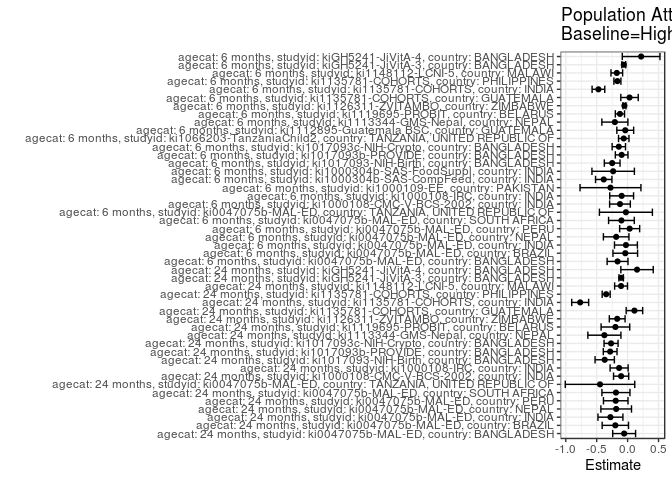 Population Att
Baseline=High
agecat: 6 months, studyid: kiGH5241-JiVitA-4, country: BANGLADESH
agecat: 6 months, studyid: kiGH5241-JiVitA-3, country: BANGLADESH
agecat: 6 months, studyid: ki1148112-LCNI-5, country: MALAWI
agecat: 6 months, studyid: ki1135781-COHORTS, country: PHILIPPINES
agecat: 6 months, studyid: ki1135781-COHORTS, country: INDIA
agecat: 6 months, studyid: ki1135781-COHORTS, country: GUATEMALA
agecat: 6 months, studyid: ki1126311-ZVITAMBO, country: ZIMBABWE
agecat: 6 months, studyid: ki1119695-PROBIT, country: BELARUS
agecat: 6 months, studyid: ki1113344-GMS-Nepal, country: NEPAL
agecat: 6 months, studyid: ki1112895-Guatemala BSC, country: GUATEMALA
agecat: 6 months, studyid: ki1066203-TanzaniaChild2, country: TANZANIA, UNITED REPUBLIC OF
agecat: 6 months, studyid: ki1017093c-NIH-Crypto, country: BANGLADESH
agecat: 6 months, studyid: ki1017093b-PROVIDE, country: BANGLADESH
agecat: 6 months, studyid: ki1017093-NIH-Birth, country: BANGLADESH
agecat: 6 months, studyid: ki1000304b-SAS-FoodSuppl, country: INDIA
agecat: 6 months, studyid: ki1000304b-SAS-CompFeed, country: INDIA
agecat: 6 months, studyid: ki1000109-EE, country: PAKISTAN
agecat: 6 months, studyid: ki1000108-IRC, country: INDIA
agecat: 6 months, studyid: ki1000108-CMC-V-BCS-2002, country: INDIA
agecat: 6 months, studyid: ki0047075b-MAL-ED, country: TANZANIA, UNITED REPUBLIC OF
agecat: 6 months, studyid: ki0047075b-MAL-ED, country: SOUTH AFRICA
agecat: 6 months, studyid: ki0047075b-MAL-ED, country: PERU
agecat: 6 months, studyid: ki0047075b-MAL-ED, country: NEPAL
agecat: 6 months, studyid: ki0047075b-MAL-ED, country: INDIA
agecat: 6 months, studyid: ki0047075b-MAL-ED, country: BRAZIL
agecat: 6 months, studyid: ki0047075b-MAL-ED, country: BANGLADESH
agecat: 24 months, studyid: kiGH5241-JiVitA-4, country: BANGLADESH
agecat: 24 months, studyid: kiGH5241-JiVitA-3, country: BANGLADESH
agecat: 24 months, studyid: ki1148112-LCNI-5, country: MALAWI
agecat: 24 months, studyid: ki1135781-COHORTS, country: PHILIPPINES
agecat: 24 months, studyid: ki1135781-COHORTS, country: INDIA
agecat: 24 months, studyid: ki1135781-COHORTS, country: GUATEMALA
agecat: 24 months, studyid: ki1126311-ZVITAMBO, country: ZIMBABWE
agecat: 24 months, studyid: ki1119695-PROBIT, country: BELARUS
agecat: 24 months, studyid: ki1113344-GMS-Nepal, country: NEPAL
agecat: 24 months, studyid: ki1017093c-NIH-Crypto, country: BANGLADESH
agecat: 24 months, studyid: ki1017093b-PROVIDE, country: BANGLADESH
agecat: 24 months, studyid: ki1017093-NIH-Birth, country: BANGLADESH
agecat: 24 months, studyid: ki1000108-IRC, country: INDIA
agecat: 24 months, studyid: ki1000108-CMC-V-BCS-2002, country: INDIA
agecat: 24 months, studyid: ki0047075b-MAL-ED, country: TANZANIA, UNITED REPUBLIC OF
agecat: 24 months, studyid: ki0047075b-MAL-ED, country: SOUTH AFRICA
agecat: 24 months, studyid: ki0047075b-MAL-ED, country: PERU
agecat: 24 months, studyid: ki0047075b-MAL-ED, country: NEPAL
agecat: 24 months, studyid: ki0047075b-MAL-ED, country: INDIA
agecat: 24 months, studyid: ki0047075b-MAL-ED, country: BRAZIL
agecat: 24 months, studyid: ki0047075b-MAL-ED, country: BANGLADESH
-1.0 -0.5 0.0 0.5
Estimate